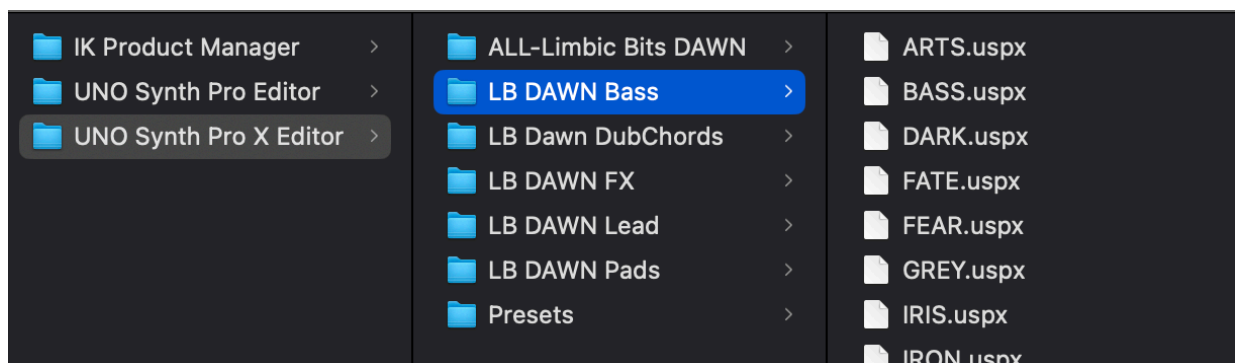 IK Product Manager
UNO Synth Pro Editor
UNO Synth Pro X Editor
ALL-Limbic Bits DAWN
LB DAWN Bass
LB Dawn DubChords
LB DAWN FX
LB DAWN Lead
LB DAWN Pads
Presets
ARTS.uspx
BASS.uspx
DARK.uspx
FATE.uspx
FEAR.uspx
GREY.uspx
IRIS.uspx
IRON.uspx